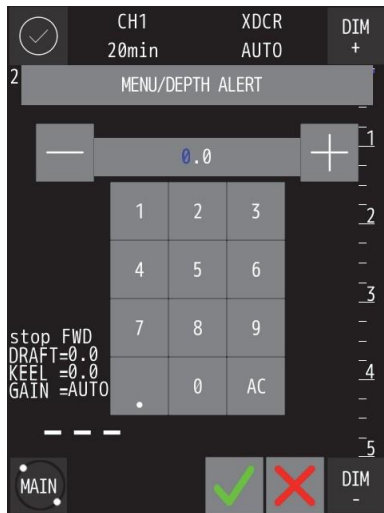 CH1 XDCR DIM
20min AUTO +
2 MENU/DEPTH ALERT
1
0.0
1 2 3
2
4 5 6
3
7 8 9
stop FWD
DRAFT=0.0
KEEL =0.0
4
GAIN =AUTO
. 0 AC
– – –
5
MAIN DIM
-